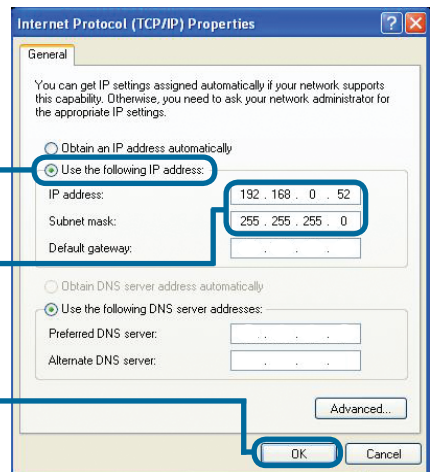 Internet Protocol (TCP/IP) Properties
General
You can get IP settings assigned automatically if your network supports
this capability. Otherwise, you need to ask your network administrator for
the appropriate IP settings.
Obtain an IP address automatically
Use the following IP address:
IP address: 192 . 168 . 0 . 52
Subnet mask: 255 . 255 . 255 . 0
Default gateway: . . .
Obtain DNS server address automatically
Use the following DNS server addresses:
Preferred DNS server: . . .
Alternate DNS server: . . .
Advanced...
OK Cancel